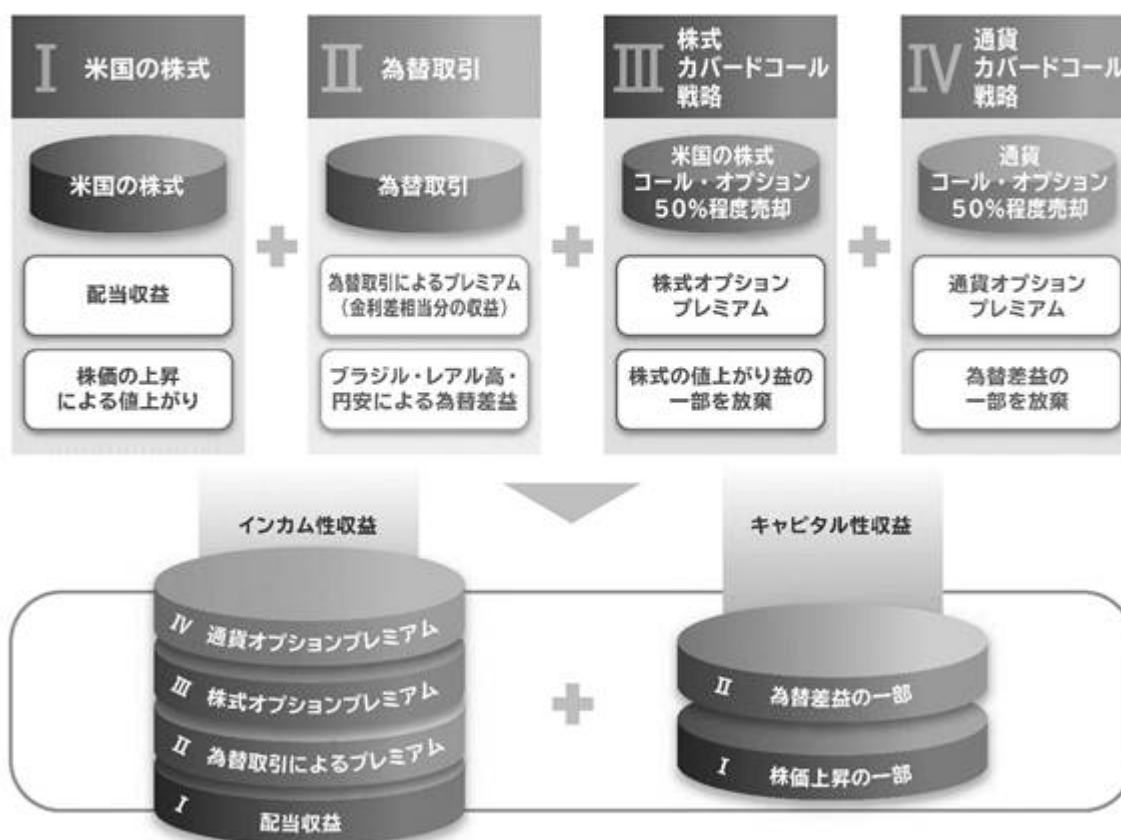 I 米国の株式
II 為替取引
III 株式
カバードコール
戦略
IV 通貨
カバードコール
戦略
米国の株式
為替取引
米国の株式
コール・オプション
50%程度売却
通貨
コール・オプション
50%程度売却
配当収益
為替取引によるプレミアム
(金利差相当分の収益)
株式オプション
プレミアム
通貨オプション
プレミアム
株価の上昇
による値上がり
ブラジル・レアル高・
円安による為替差益
株式の値上がり益の
一部を放棄
為替差益の
一部を放棄
インカム性収益
IV 通貨オプションプレミアム
III 株式オプションプレミアム
II 為替取引によるプレミアム
I 配当収益
キャピタル性収益
II 為替差益の一部
I 株価上昇の一部